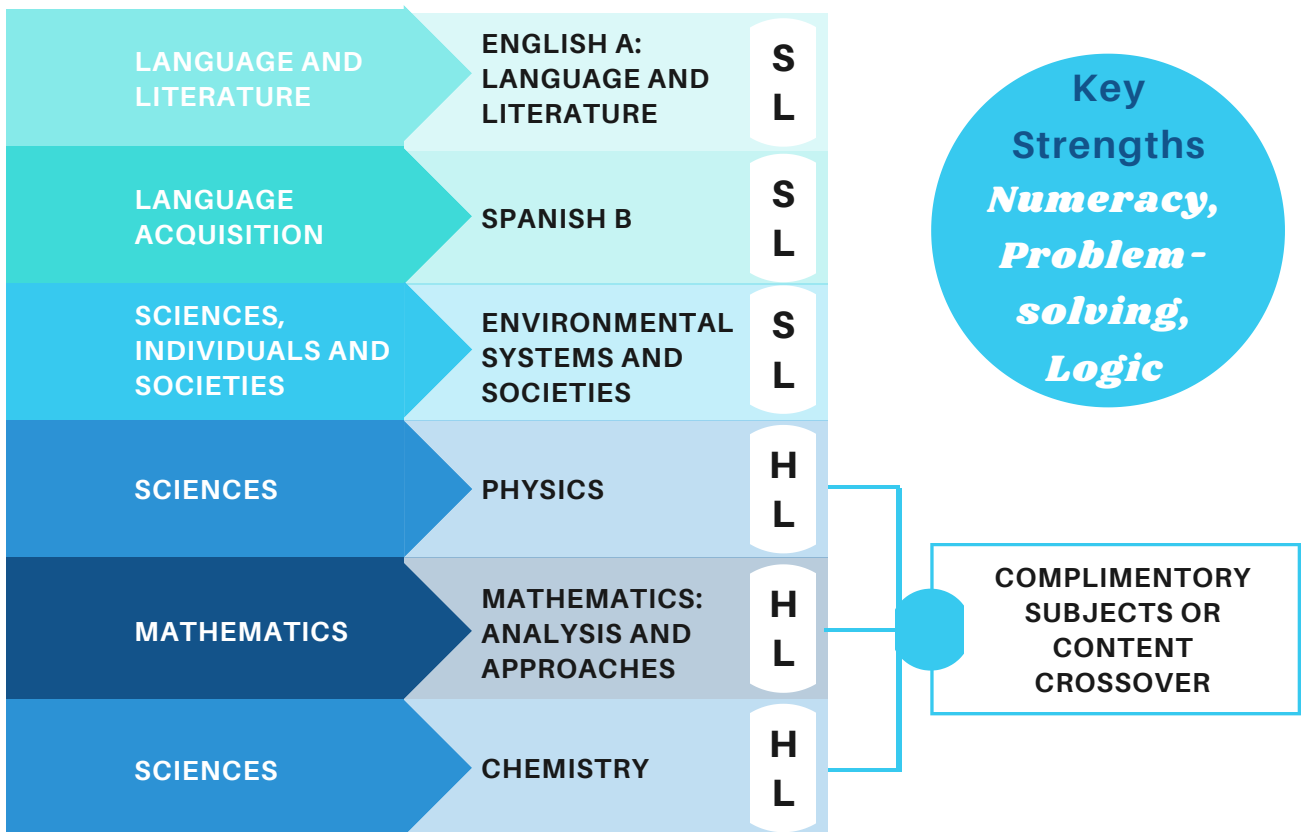 LANGUAGE AND
LITERATURE
ENGLISH A:
LANGUAGE AND
LITERATURE
S
L
LANGUAGE
ACQUISITION
SPANISH B
S
L
SCIENCES,
INDIVIDUALS AND
SOCIETIES
ENVIRONMENTAL
SYSTEMS AND
SOCIETIES
S
L
SCIENCES
PHYSICS
H
L
MATHEMATICS
MATHEMATICS:
ANALYSIS AND
APPROACHES
H
L
SCIENCES
CHEMISTRY
H
L
Key
Strengths
Numeracy,
Problem-
solving,
Logic
COMPLIMENTORY
SUBJECTS OR
CONTENT
CROSSOVER